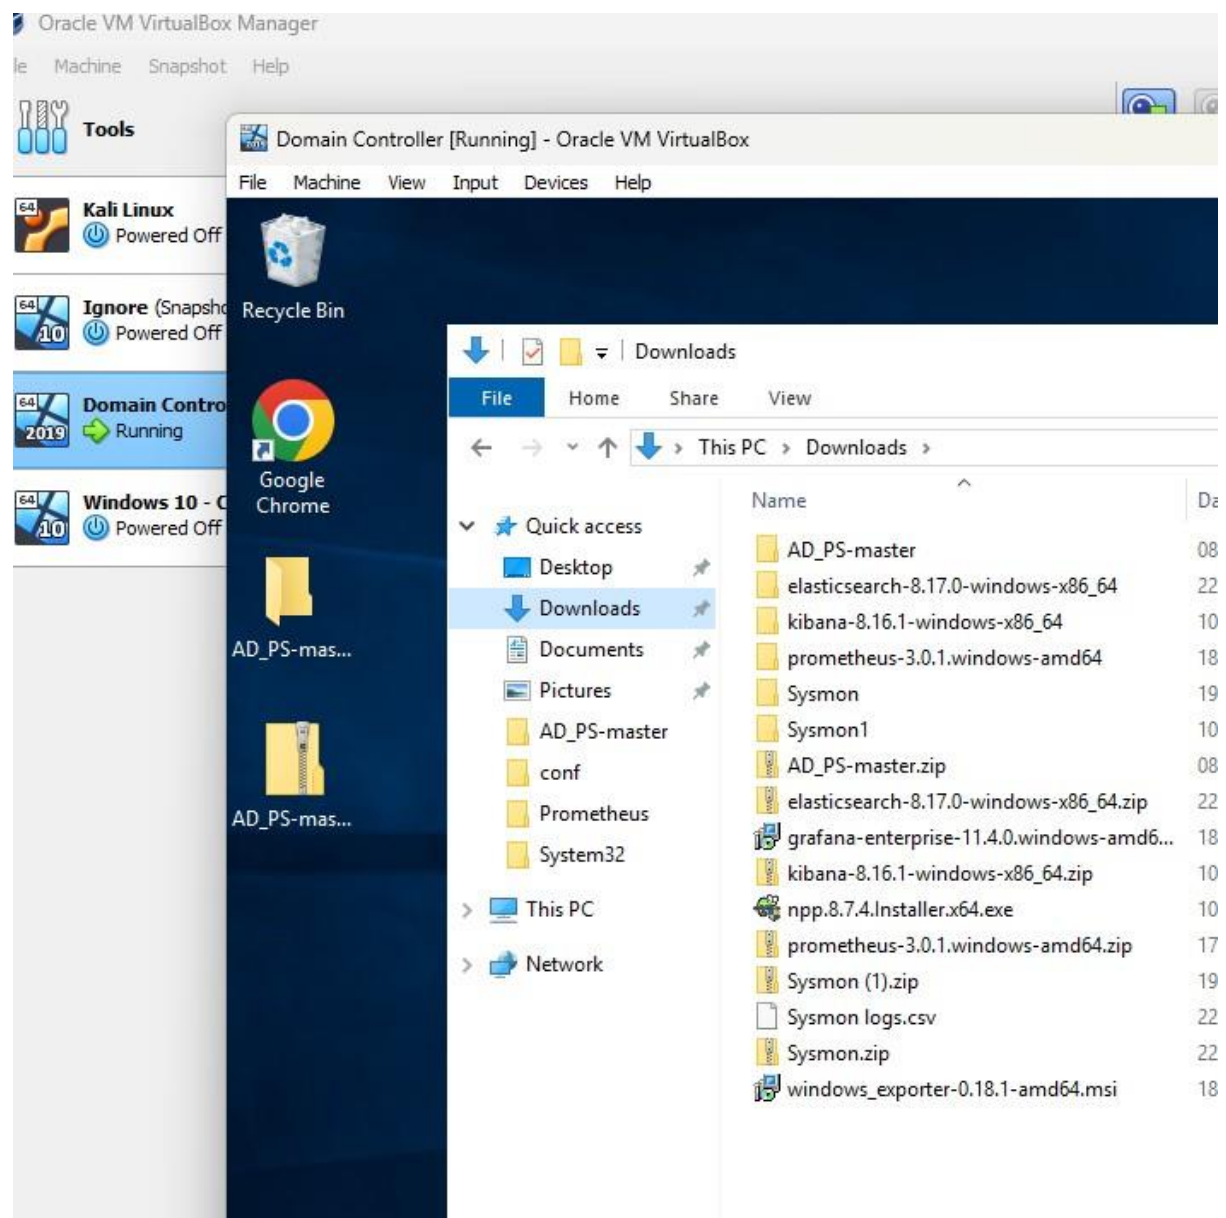 Oracle VM VirtualBox Manager
Machine Snapshot Help
Tools
Kali Linux
Powered Off
Ignore (Snapsho
Powered Off
Domain Contro
2019
Running
Windows 10 - C
Powered Off
Domain Controller [Running] - Oracle VM VirtualBox
File Machine View Input Devices Help
Recycle Bin
Google
Chrome
AD_PS-mas...
AD_PS-mas...
Downloads
File Home Share View
This PC > Downloads >
Quick access
Desktop
Downloads
Documents
Pictures
AD_PS-master
conf
Prometheus
System32
This PC
Network
Name Da
AD_PS-master 08
elasticsearch-8.17.0-windows-x86_64 22
kibana-8.16.1-windows-x86_64 10
prometheus-3.0.1.windows-amd64 18
Sysmon 19
Sysmon1 10
AD_PS-master.zip 08
elasticsearch-8.17.0-windows-x86_64.zip 22
grafana-enterprise-11.4.0.windows-amd6... 18
kibana-8.16.1-windows-x86_64.zip 10
npp.8.7.4.Installer.x64.exe 10
prometheus-3.0.1.windows-amd64.zip 17
Sysmon (1).zip 19
Sysmon logs.csv 22
Sysmon.zip 22
windows_exporter-0.18.1-amd64.msi 18